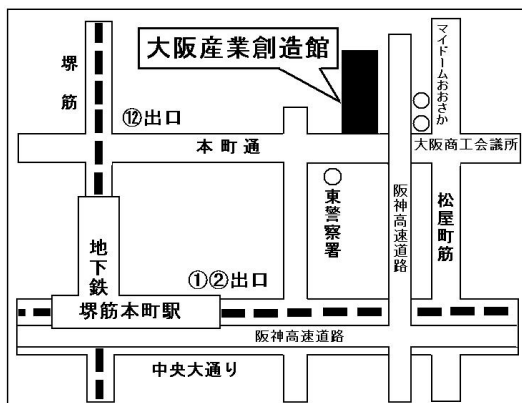 大阪産業創造館
堺筋
⑫出口
本町通
マイドームおおさか
大阪商工会議所
東警察署
阪神高速道路
松屋町筋
地下鉄
①②出口
堺筋本町駅
阪神高速道路
中央大通り